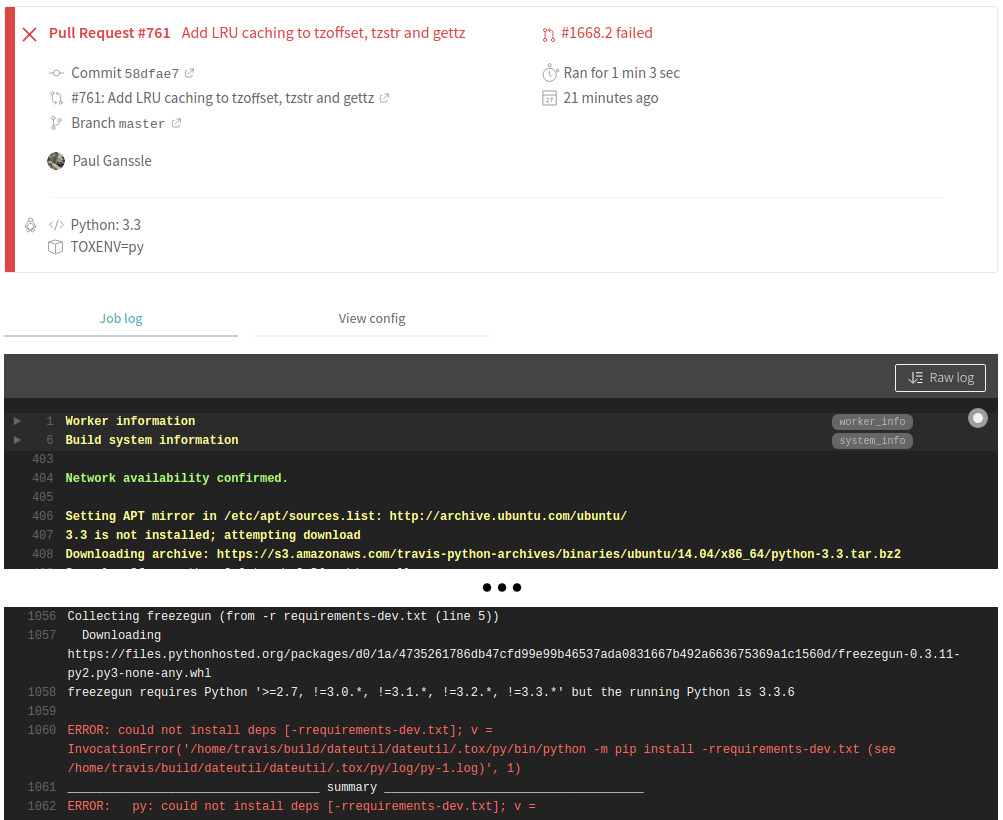 Pull Request #761 Add LRU caching to tzoffset, tzstr and gettz
#1668.2 failed
Commit 58dfae7
Ran for 1 min 3 sec
#761: Add LRU caching to tzoffset, tzstr and gettz
21 minutes ago
Branch master
Paul Ganssle
Python: 3.3
TOXENV=py
Job log
View config
Raw log
1 Worker information worker_info
6 Build system information system_info
403
404 Network availability confirmed.
405
406 Setting APT mirror in /etc/apt/sources.list: http://archive.ubuntu.com/ubuntu/
407 3.3 is not installed; attempting download
408 Downloading archive: https://s3.amazonaws.com/travis-python-archives/binaries/ubuntu/14.04/x86_64/python-3.3.tar.bz2
1056 Collecting freezegun (from -r requirements-dev.txt (line 5))
1057 Downloading
https://files.pythonhosted.org/packages/d0/1a/4735261786db47cfd99e99b46537ada0831667b492a663675369a1c1560d/freezegun-0.3.11-
py2.py3-none-any.whl
1058 freezegun requires Python '>=2.7, !=3.0.*, !=3.1.*, !=3.2.*, !=3.3.*' but the running Python is 3.3.6
1059
1060 ERROR: could not install deps [-rrequirements-dev.txt]; v =
InvocationError('/home/travis/build/dateutil/dateutil/.tox/py/bin/python -m pip install -rrequirements-dev.txt (see
/home/travis/build/dateutil/dateutil/.tox/py/log/py-1.log)', 1)
1061 ___________________________________ summary ____________________________________
1062 ERROR:   py: could not install deps [-rrequirements-dev.txt]; v =